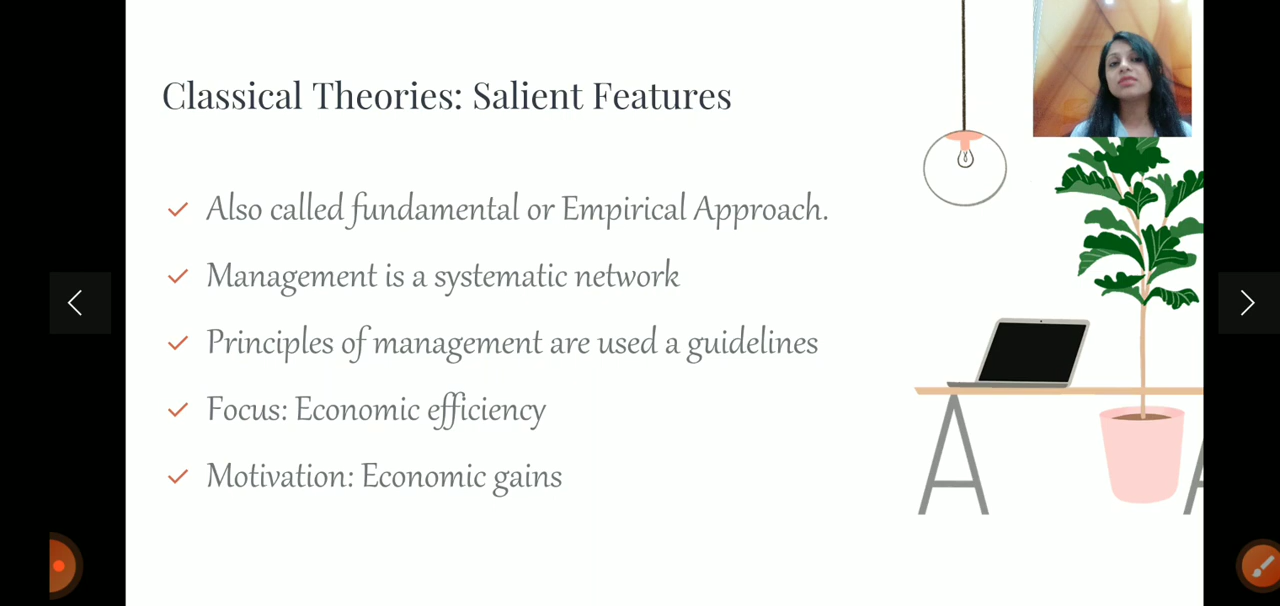 Classical Theories: Salient Features
Also called fundamental or Empirical Approach.
Management is a systematic network
Principles of management are used a guidelines
Focus: Economic efficiency
Motivation: Economic gains